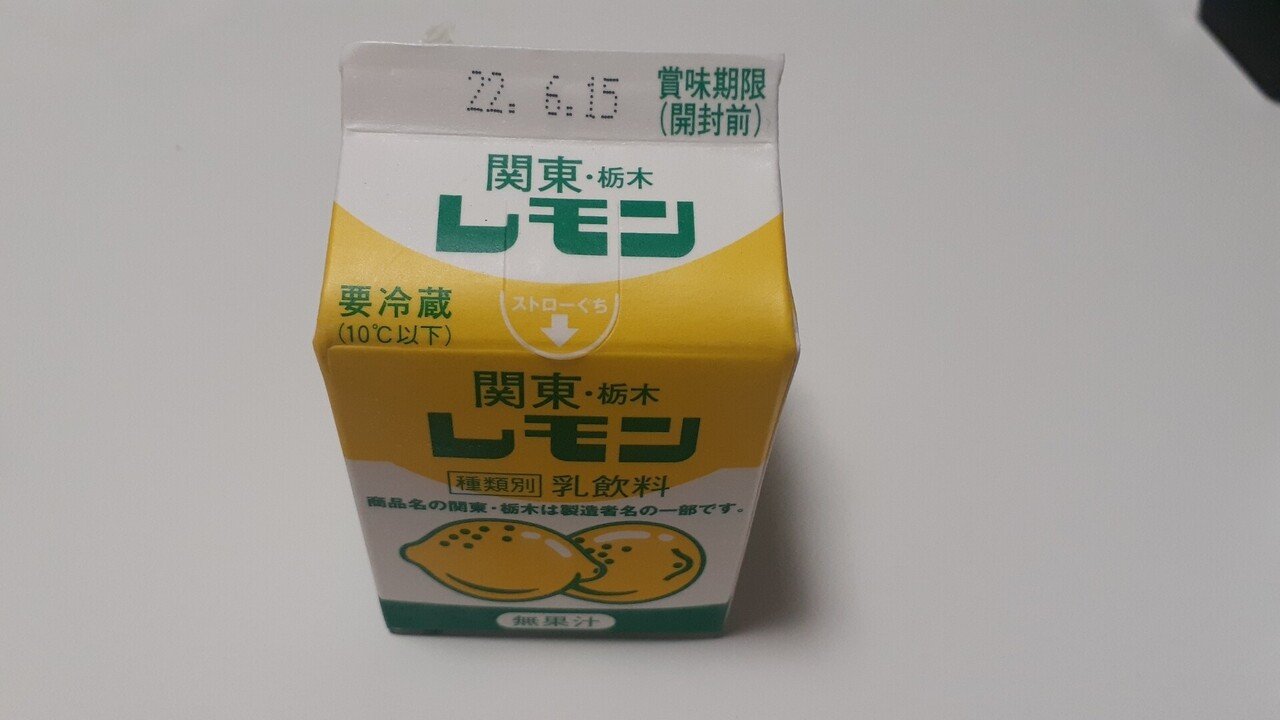 22. 6.15
賞味期限
(開封前)
関東・栃木
レモン
ストローぐち
要冷蔵
(10℃以下)
関東・栃木
レモン
種類別 乳飲料
商品名の関東・栃木は製造者名の一部です。
無果汁